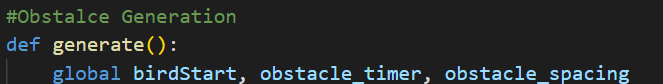 #Obstalce Generation
def generate():
    global birdStart, obstacle_timer, obstacle_spacing